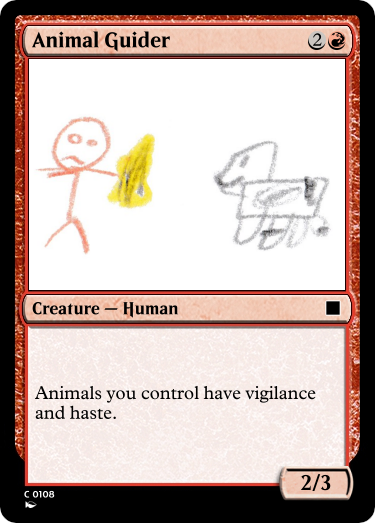 Animal Guider 2
Creature — Human
Animals you control have vigilance
and haste.
2/3
C 0108